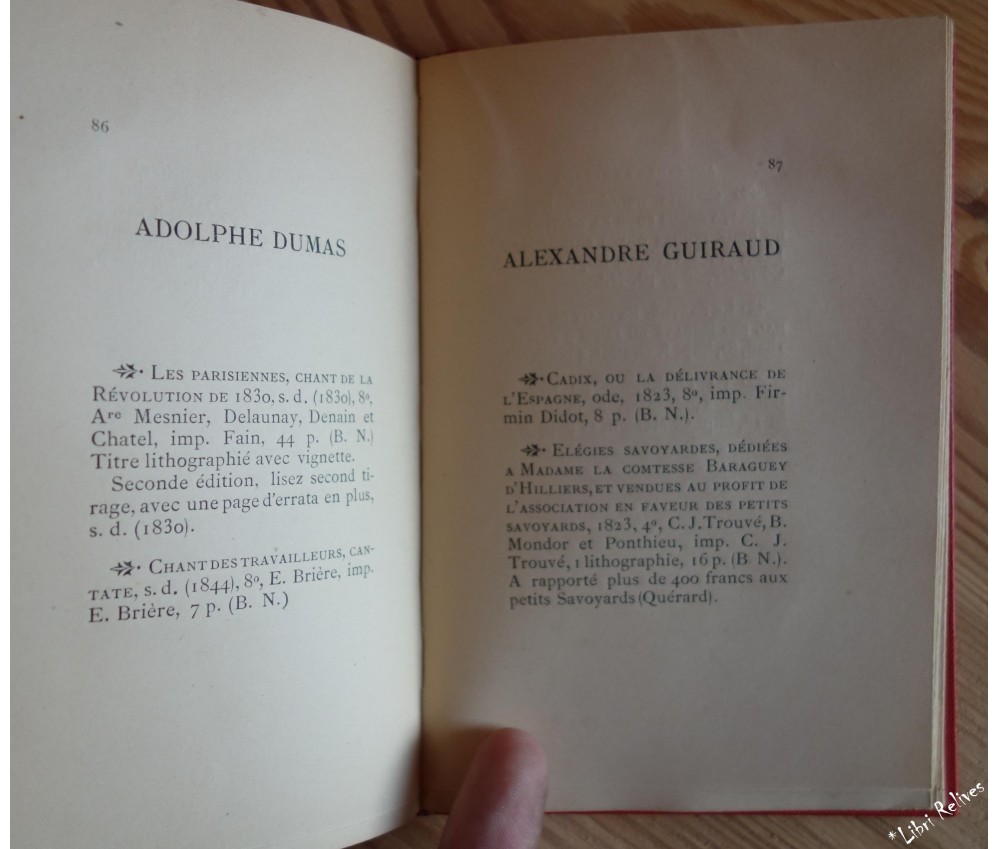 86
ADOLPHE DUMAS
LES PARISIENNES, CHANT DE LA
RÉVOLUTION DE 1830, s. d. (1830), 8º,
Aʳᵉ Mesnier, Delaunay, Denain et
Chatel, imp. Fain, 44 p. (B. N.)
Titre lithographié avec vignette.
Seconde édition, lisez second ti-
rage, avec une page d'errata en plus,
s. d. (1830).
CHANT DES TRAVAILLEURS, CAN-
TATE, s. d. (1844), 8º, E. Brière, imp.
E. Brière, 7 p. (B. N.)
87
ALEXANDRE GUIRAUD
CADIX, OU LA DÉLIVRANCE DE
L'ESPAGNE, ode, 1823, 8º, imp. Fir-
min Didot, 8 p. (B. N.).
ELÉGIES SAVOYARDES, DÉDIÉES
A MADAME LA COMTESSE BARAGUEY
D'HILLIERS, ET VENDUES AU PROFIT DE
L'ASSOCIATION EN FAVEUR DES PETITS
SAVOYARDS, 1823, 4º, C. J. Trouvé, B.
Mondor et Ponthieu, imp. C. J.
Trouvé, 1 lithographie, 16 p. (B. N.).
A rapporté plus de 400 francs aux
petits Savoyards (Quérard).
*Libri Relives